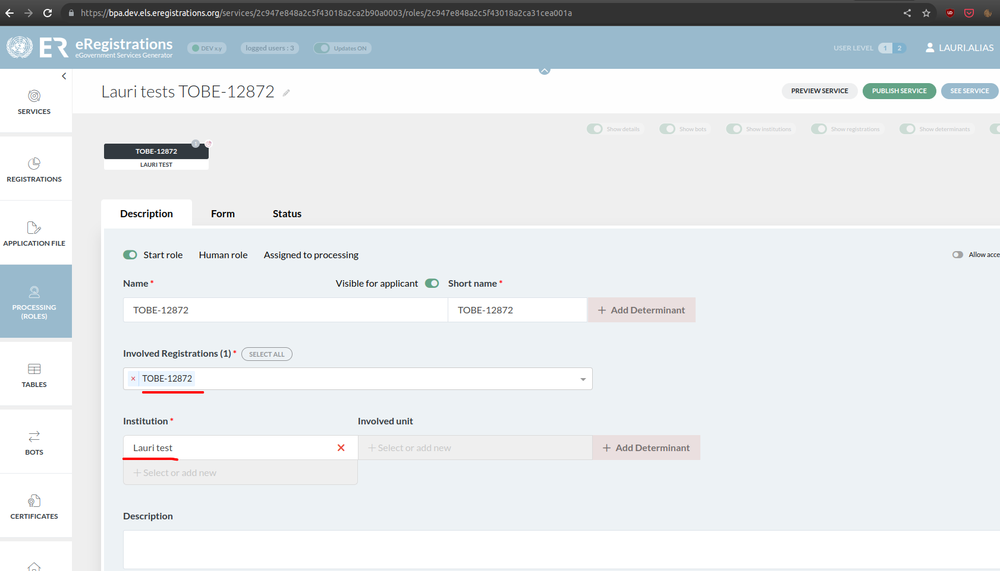 https://bpa.dev.els.eregistrations.org/services/2c947e848a2c5f43018a2ca2b90a0003/roles/2c947e848a2c5f43018a2ca31cea001a
ER eRegistrations
eGovernment Services Generator
DEV x.y
logged users : 3
Updates ON
USER LEVEL 1 2
LAURI.ALIAS
SERVICES
REGISTRATIONS
APPLICATION FILE
PROCESSING
(ROLES)
TABLES
BOTS
CERTIFICATES
Lauri tests TOBE-12872
PREVIEW SERVICE
PUBLISH SERVICE
SEE SERVICE
Show details
Show bots
Show institutions
Show registrations
Show determinants
1
TOBE-12872
LAURI TEST
Description
Form
Status
Start role
Human role
Assigned to processing
Allow acce
Name *
Visible for applicant
Short name *
TOBE-12872
TOBE-12872
+ Add Determinant
Involved Registrations (1) *
SELECT ALL
× TOBE-12872
Institution *
Involved unit
Lauri test
+ Select or add new
+ Add Determinant
+ Select or add new
Description